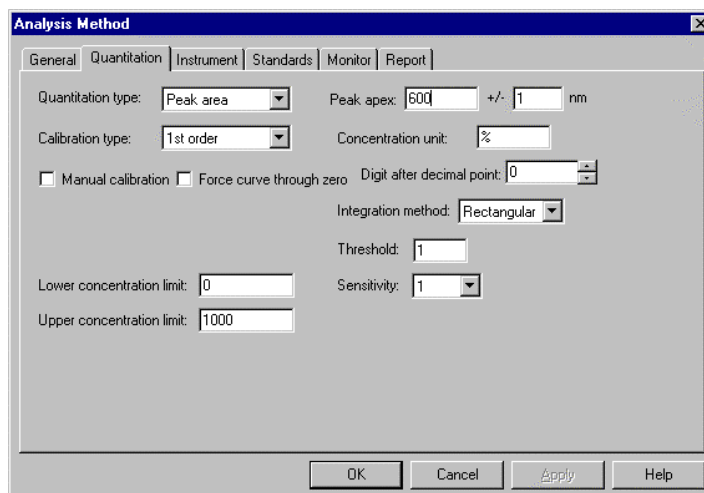 Analysis Method
General Quantitation Instrument Standards Monitor Report
Quantitation type: Peak area Peak apex: 600 +/- 1 nm
Calibration type: 1st order Concentration unit: %
Manual calibration Force curve through zero Digit after decimal point: 0
Integration method: Rectangular
Threshold: 1
Lower concentration limit: 0 Sensitivity: 1
Upper concentration limit: 1000
OK Cancel Apply Help